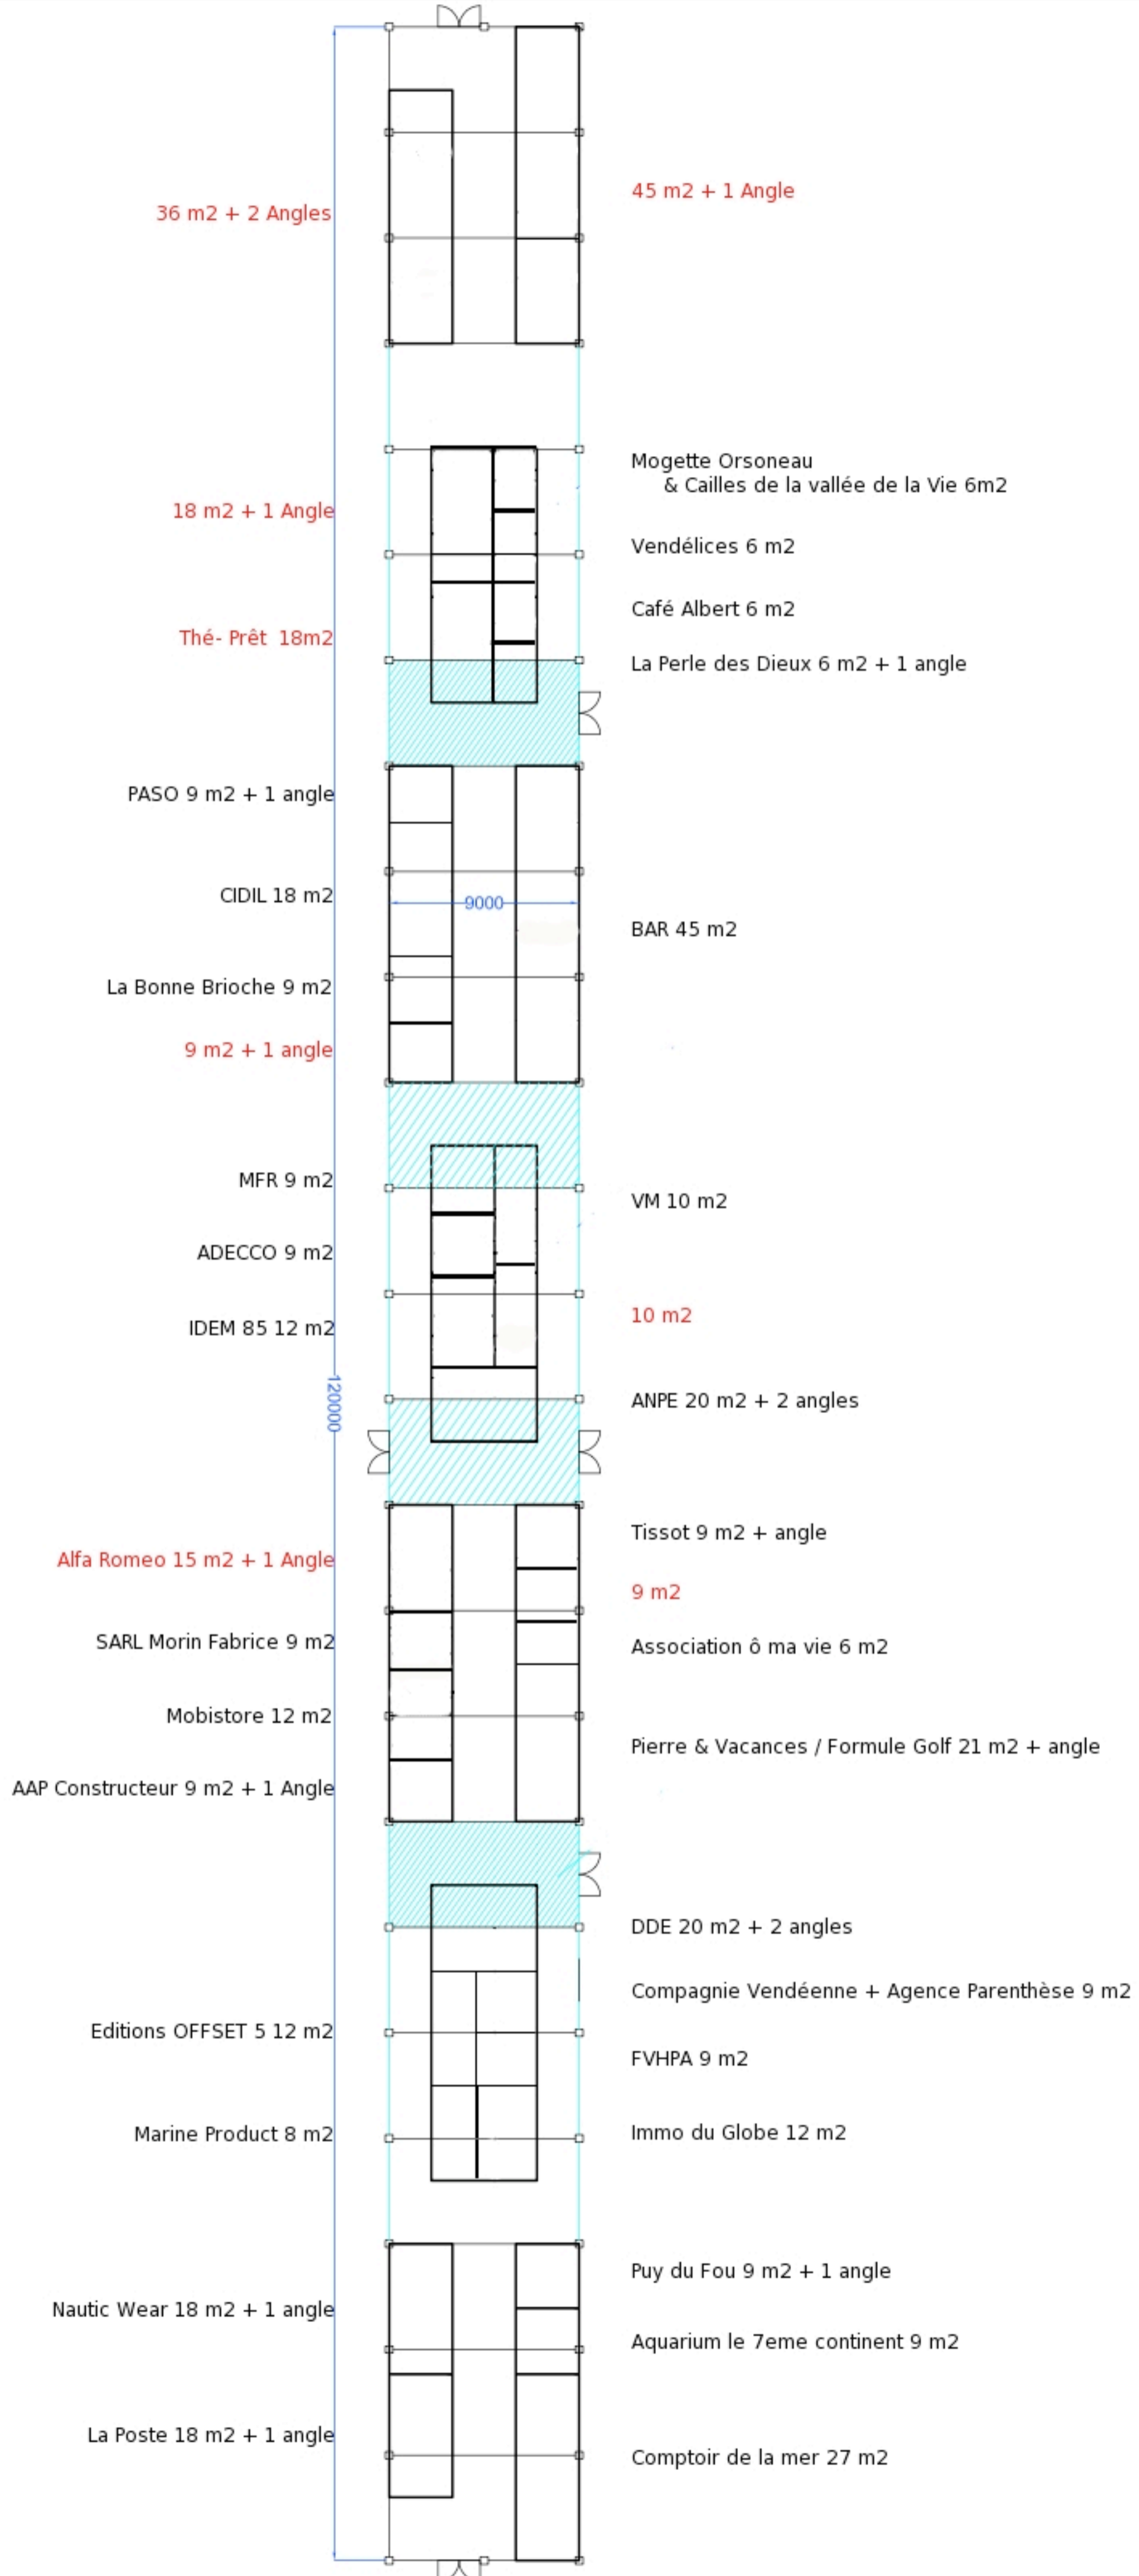 45 m2 + 1 Angle
36 m2 + 2 Angles
Mogette Orsoneau
& Cailles de la vallée de la Vie 6m2
18 m2 + 1 Angle
Vendélices 6 m2
Café Albert 6 m2
Thé- Prêt 18m2
La Perle des Dieux 6 m2 + 1 angle
PASO 9 m2 + 1 angle
CIDIL 18 m2
9000
BAR 45 m2
La Bonne Brioche 9 m2
9 m2 + 1 angle
MFR 9 m2
VM 10 m2
ADECCO 9 m2
10 m2
IDEM 85 12 m2
120000
ANPE 20 m2 + 2 angles
Tissot 9 m2 + angle
Alfa Romeo 15 m2 + 1 Angle
9 m2
SARL Morin Fabrice 9 m2
Association ô ma vie 6 m2
Mobistore 12 m2
Pierre & Vacances / Formule Golf 21 m2 + angle
AAP Constructeur 9 m2 + 1 Angle
DDE 20 m2 + 2 angles
Compagnie Vendéenne + Agence Parenthèse 9 m2
Editions OFFSET 5 12 m2
FVHPA 9 m2
Marine Product 8 m2
Immo du Globe 12 m2
Puy du Fou 9 m2 + 1 angle
Nautic Wear 18 m2 + 1 angle
Aquarium le 7eme continent 9 m2
La Poste 18 m2 + 1 angle
Comptoir de la mer 27 m2